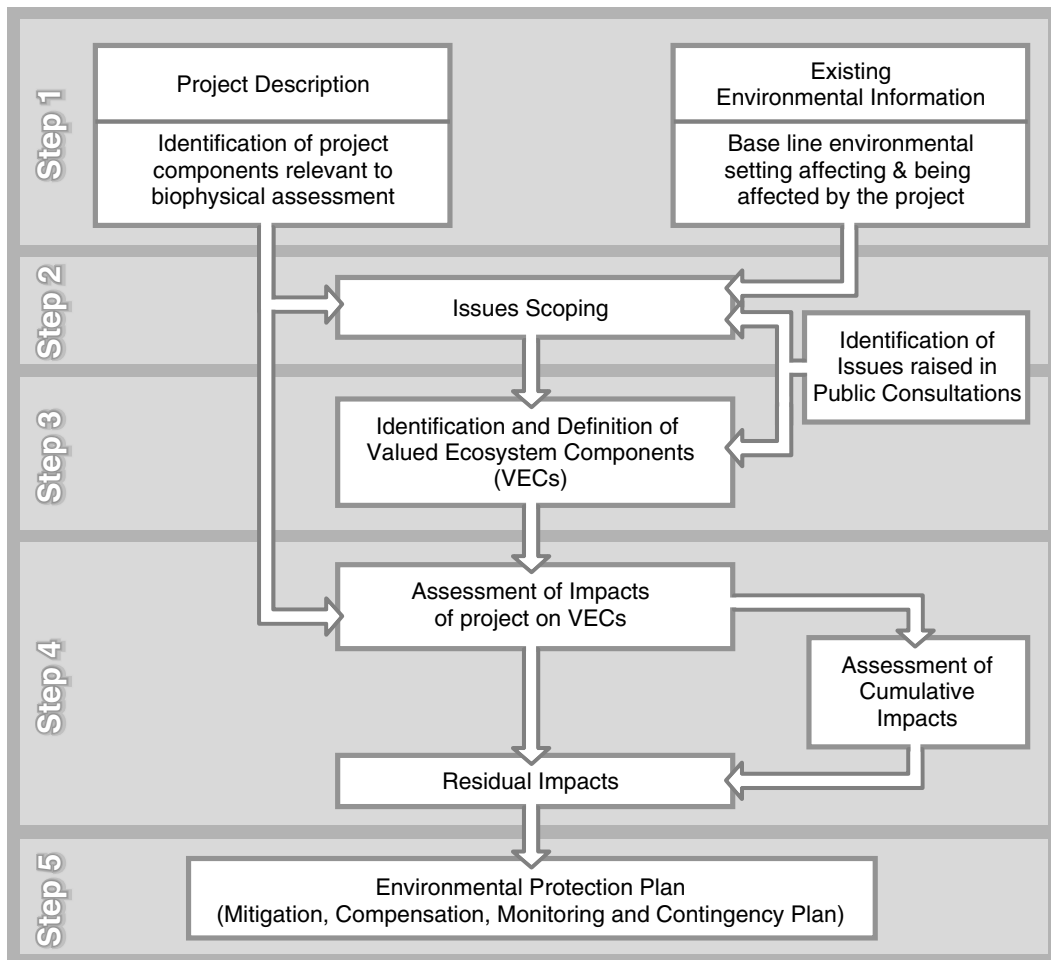 Step 1
Project Description
Identification of project
components relevant to
biophysical assessment
Existing
Environmental Information
Base line environmental
setting affecting & being
affected by the project
Step 2
Issues Scoping
Identification of
Issues raised in
Public Consultations
Step 3
Identification and Definition of
Valued Ecosystem Components
(VECs)
Step 4
Assessment of Impacts
of project on VECs
Assessment of
Cumulative
Impacts
Residual Impacts
Step 5
Environmental Protection Plan
(Mitigation, Compensation, Monitoring and Contingency Plan)